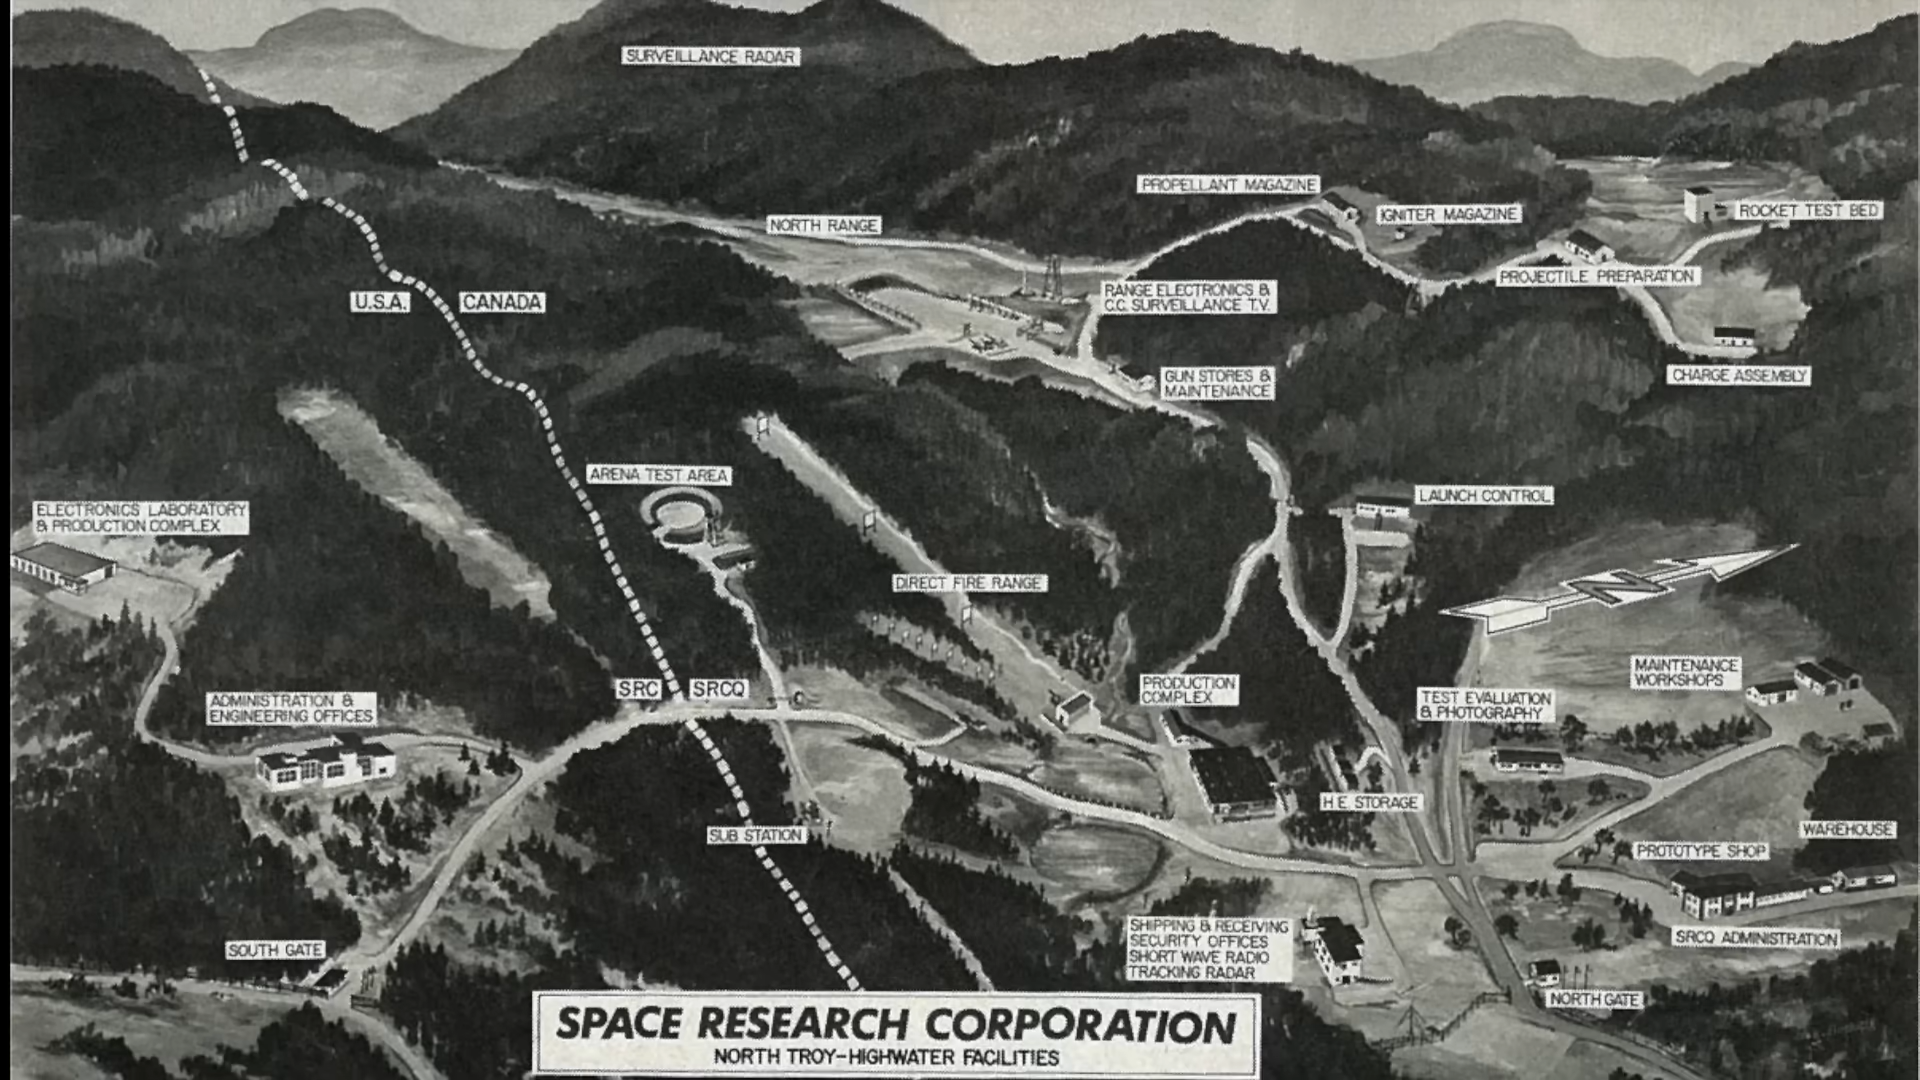 SURVEILLANCE RADAR
PROPELLANT MAGAZINE
IGNITER MAGAZINE
ROCKET TEST BED
NORTH RANGE
PROJECTILE PREPARATION
RANGE ELECTRONICS &
C.C. SURVEILLANCE T.V.
U.S.A.
CANADA
GUN STORES &
MAINTENANCE
CHARGE ASSEMBLY
ARENA TEST AREA
LAUNCH CONTROL
ELECTRONICS LABORATORY
& PRODUCTION COMPLEX
DIRECT FIRE RANGE
N
MAINTENANCE
WORKSHOPS
SRC
SRCQ
PRODUCTION
COMPLEX
TEST EVALUATION
& PHOTOGRAPHY
ADMINISTRATION &
ENGINEERING OFFICES
H.E. STORAGE
SUB STATION
WAREHOUSE
PROTOTYPE SHOP
SOUTH GATE
SHIPPING & RECEIVING
SECURITY OFFICES
SHORT WAVE RADIO
TRACKING RADAR
SRCQ ADMINISTRATION
NORTH GATE
SPACE RESEARCH CORPORATION
NORTH TROY-HIGHWATER FACILITIES